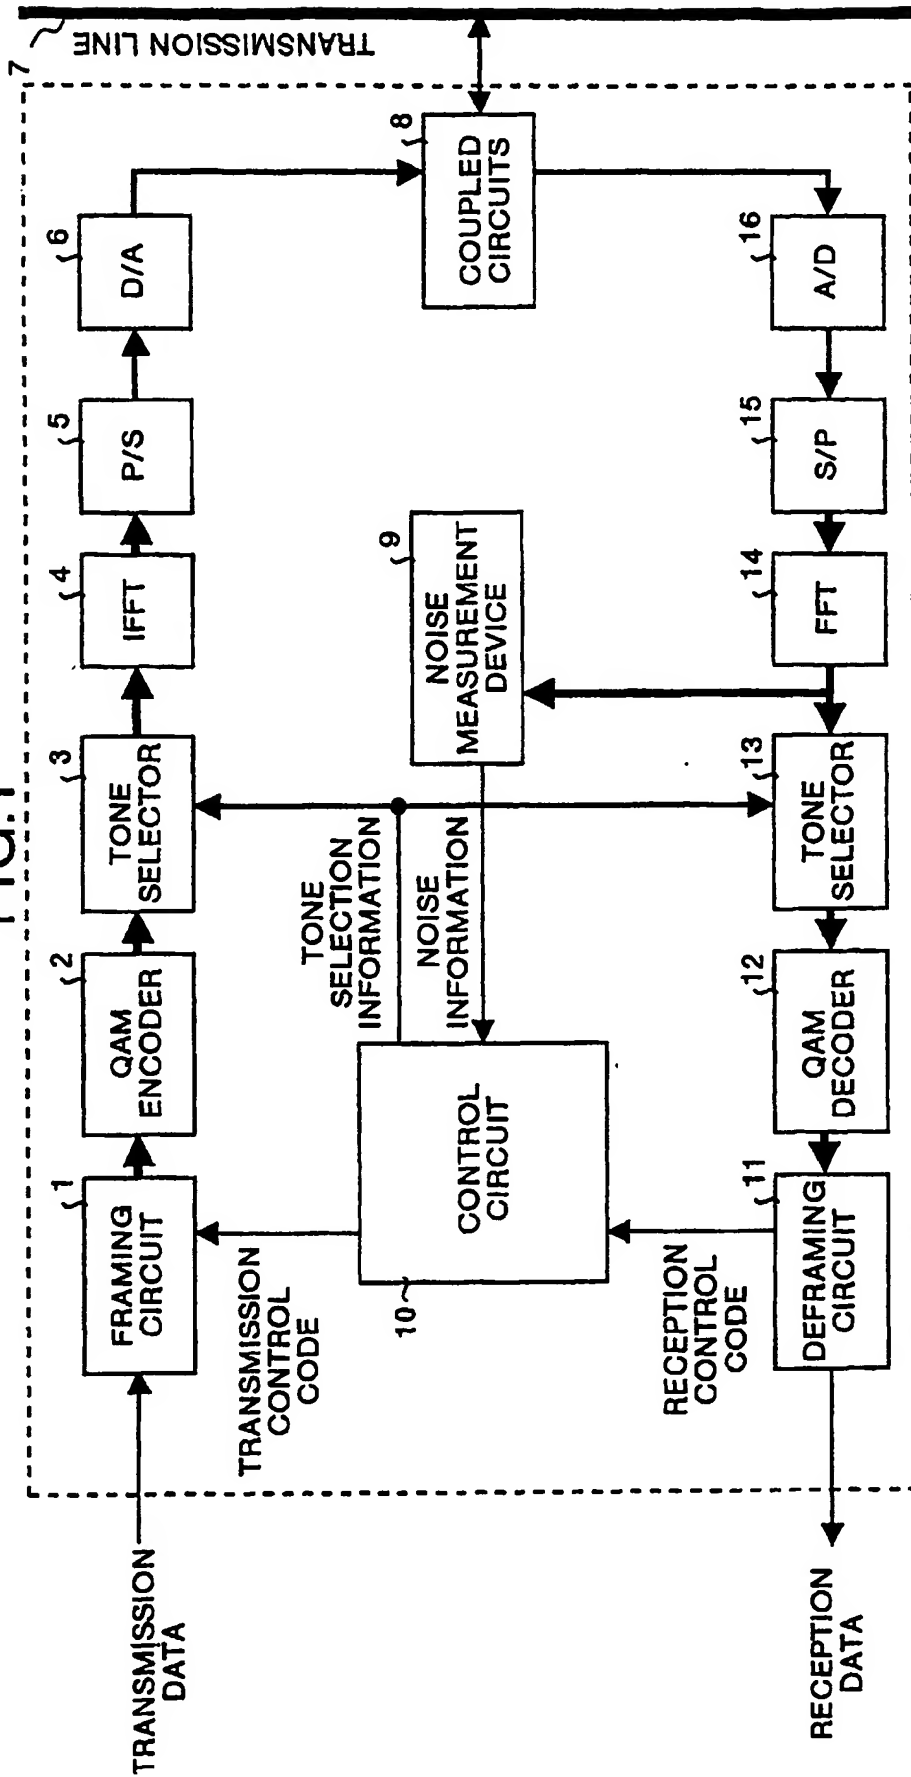 FIG.1
TRANSMISSION
DATA
1
FRAMING
CIRCUIT
2
QAM
ENCODER
3
TONE
SELECTOR
4
IFFT
5
P/S
6
D/A
7
TRANSMISSION LINE
8
COUPLED
CIRCUITS
TRANSMISSION
CONTROL
CODE
10
CONTROL
CIRCUIT
TONE
SELECTION
INFORMATION
NOISE
INFORMATION
9
NOISE
MEASUREMENT
DEVICE
RECEPTION
CONTROL
CODE
RECEPTION
DATA
11
DEFRAMING
CIRCUIT
12
QAM
DECODER
13
TONE
SELECTOR
14
FFT
15
S/P
16
A/D